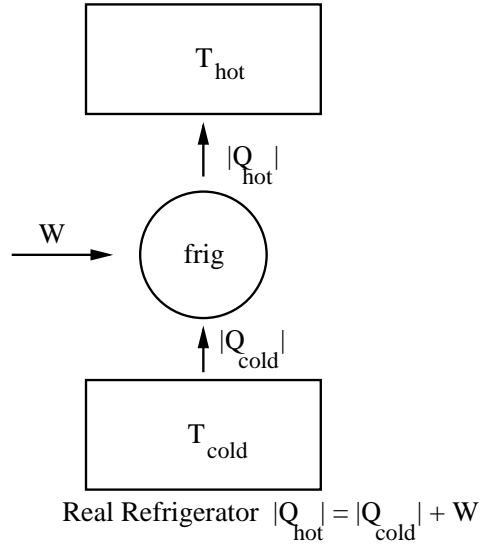 T_hot
|Q_hot|
W
frig
|Q_cold|
T_cold
Real Refrigerator |Q_hot| = |Q_cold| + W